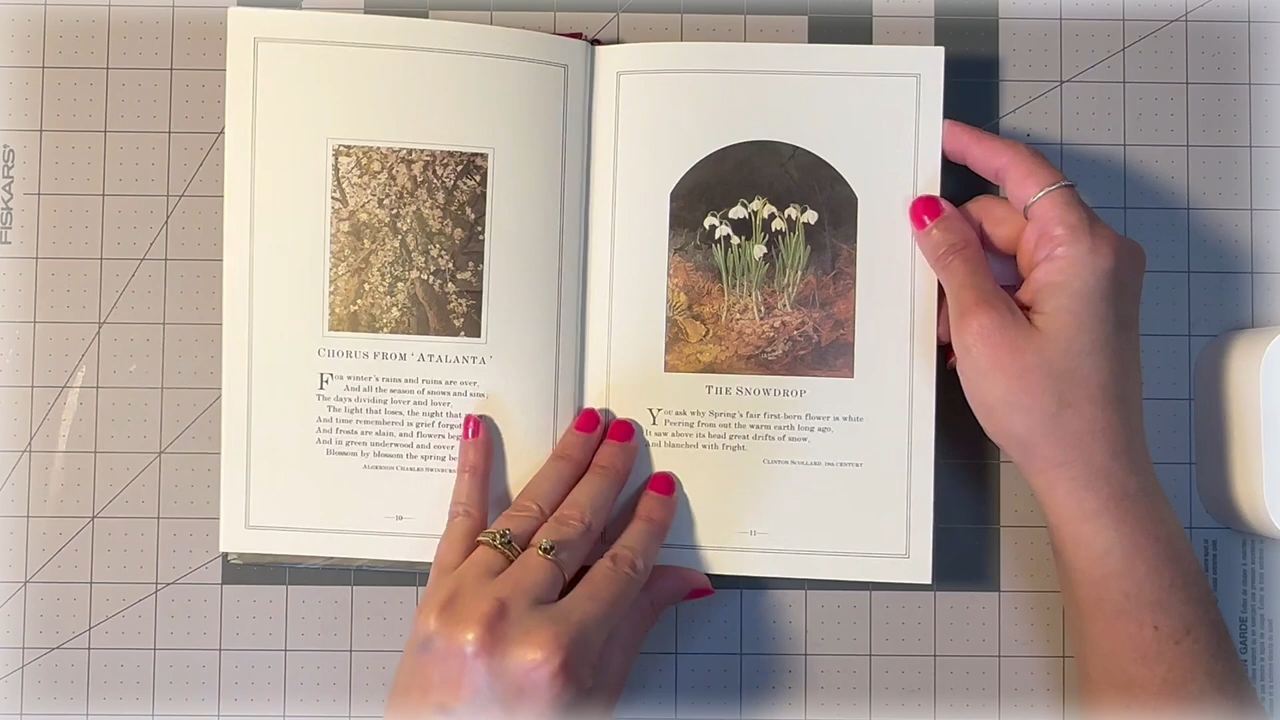 FISKARS®
CHORUS FROM 'ATALANTA'
FOR winter's rains and ruins are over,
And all the season of snows and sins;
The days dividing lover and lover,
The light that loses, the night that
And time remembered is grief forgot
And frosts are slain, and flowers beg
And in green underwood and cover
Blossom by blossom the spring be
ALGERNON CHARLES SWINBUR
—10—
THE SNOWDROP
YOU ask why Spring's fair first-born flower is white
Peering from out the warm earth long ago,
It saw above its head great drifts of snow,
And blanched with fright.
CLINTON SCOLLARD, 19th CENTURY
—11—
GARDE